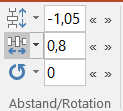 -1,05 « »
0,8 « »
0 « »
Abstand/Rotation